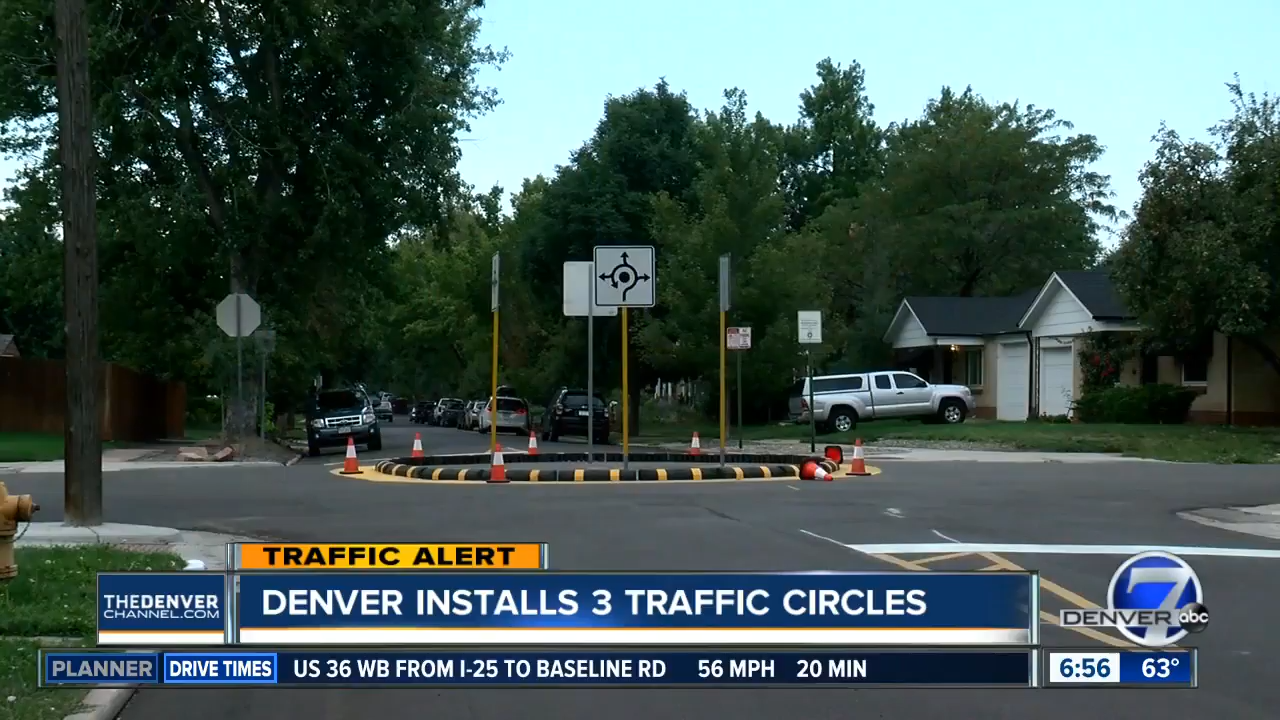 TRAFFIC ALERT
THEDENVER
CHANNEL.COM
DENVER INSTALLS 3 TRAFFIC CIRCLES
DENVER 7 abc
PLANNER DRIVE TIMES US 36 WB FROM I-25 TO BASELINE RD 56 MPH 20 MIN
6:56 63°